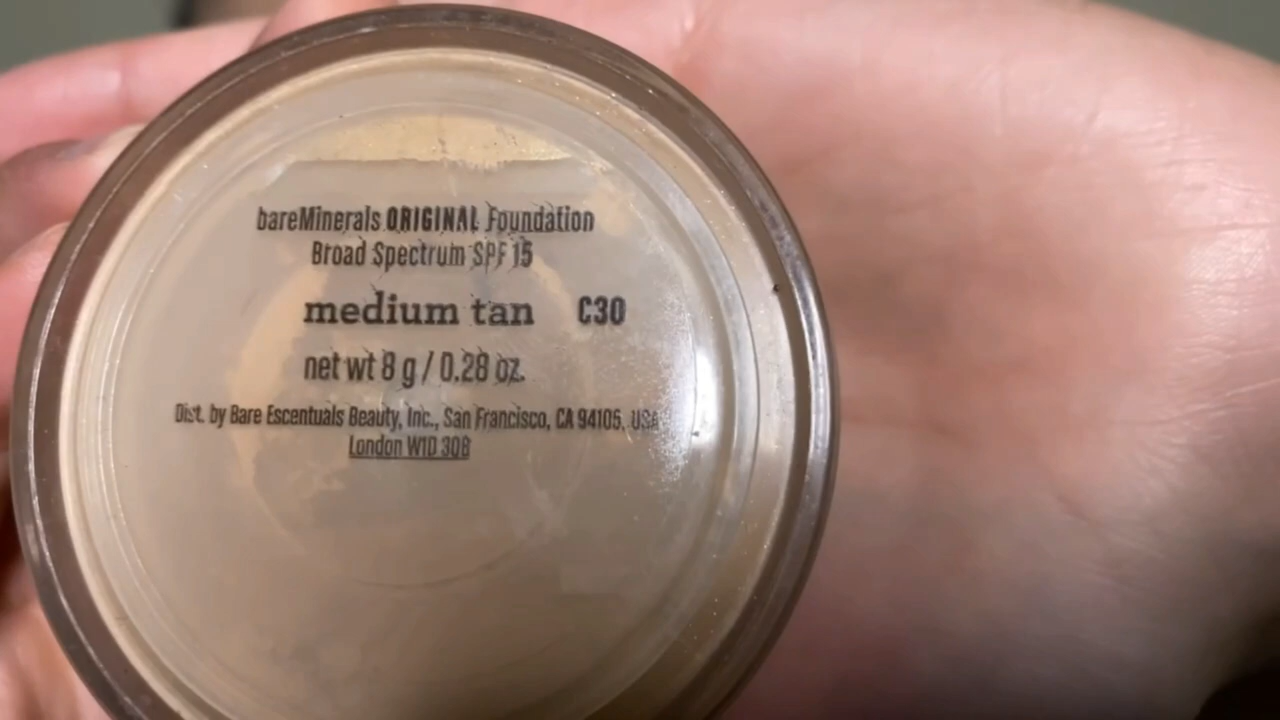 bareMinerals ORIGINAL Foundation
Broad Spectrum SPF 15
medium tan C30
net wt 8 g / 0.28 oz.
Dist. by Bare Escentuals Beauty, Inc., San Francisco, CA 94105, USA
London W1D 3QB